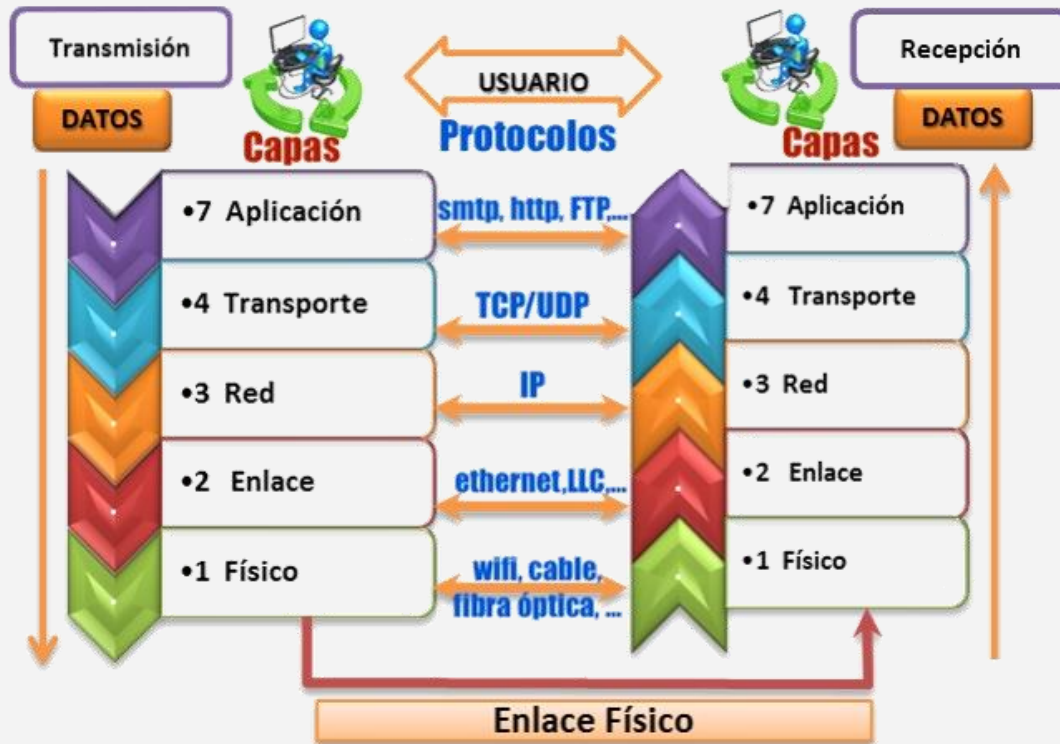 Transmisión
Recepción
USUARIO
DATOS
DATOS
Capas
Protocolos
Capas
•7 Aplicación
smtp, http, FTP,...
•7 Aplicación
•4 Transporte
TCP/UDP
•4 Transporte
•3 Red
IP
•3 Red
•2 Enlace
ethernet,LLC,...
•2 Enlace
•1 Físico
wifi, cable,
fibra óptica, ...
•1 Físico
Enlace Físico